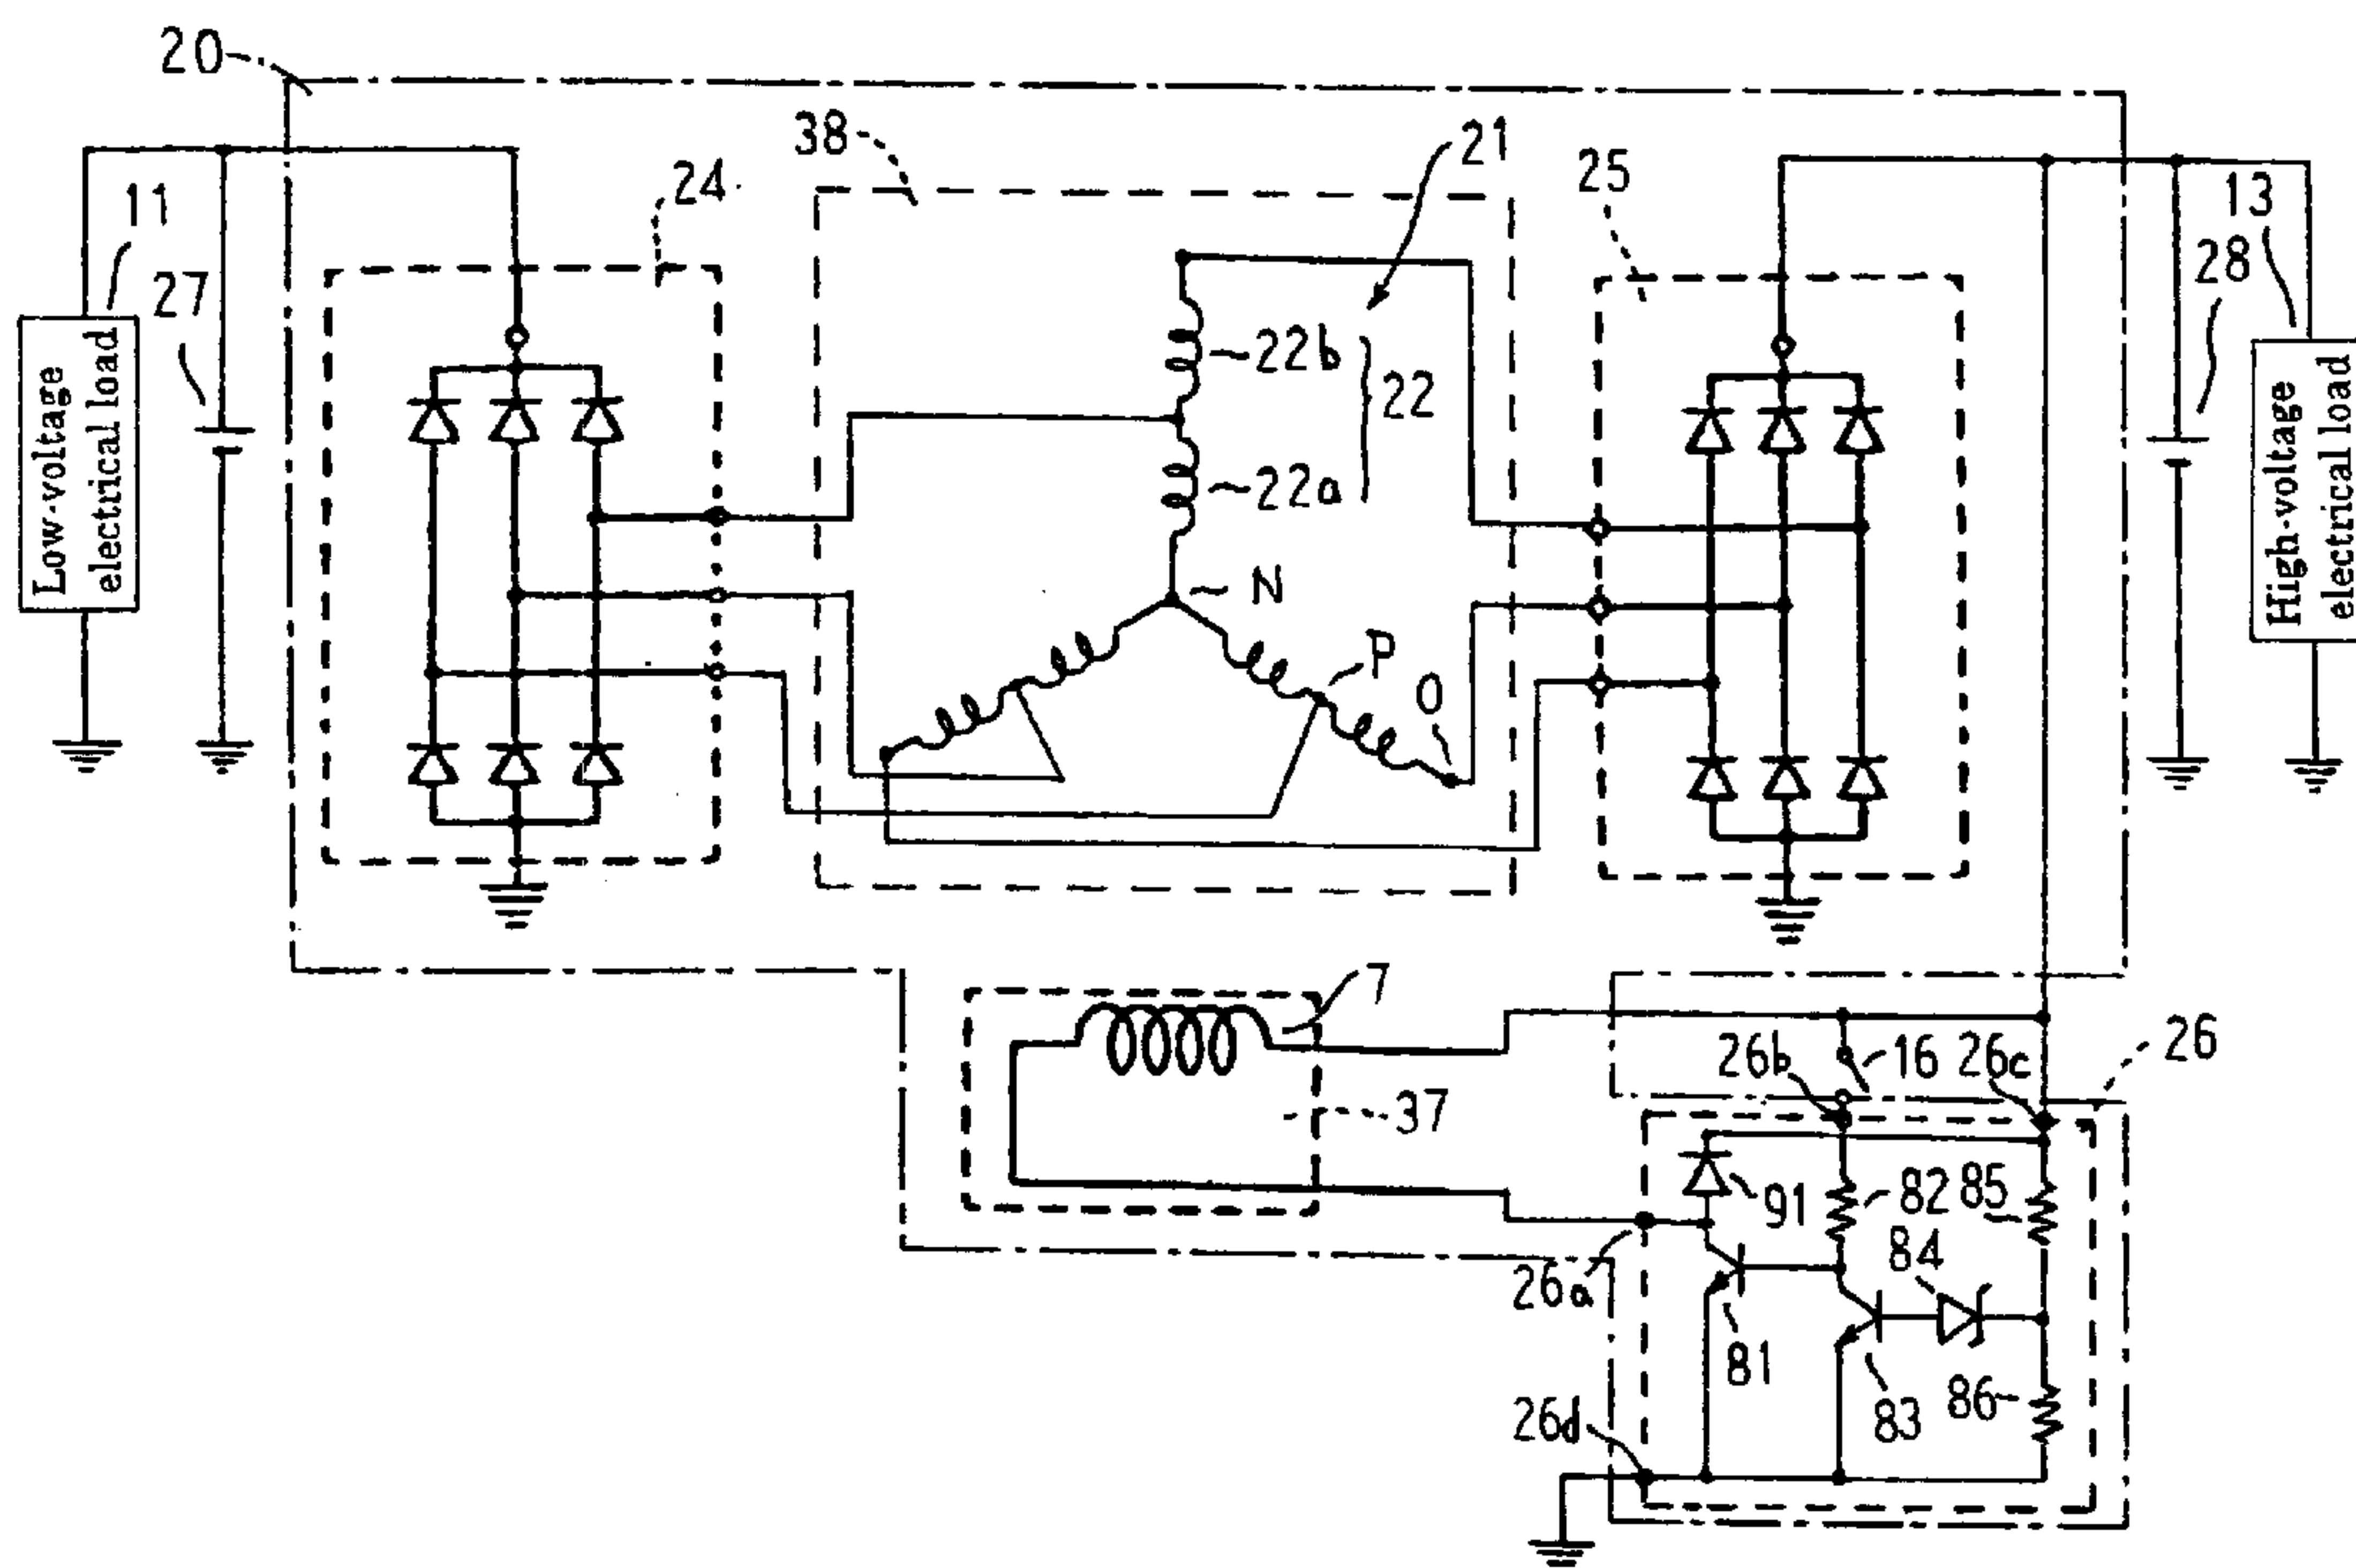 20
38
21
24
25
11
13
27
28
22b
22
22a
Low-voltage
electrical load
High-voltage
electrical load
N
P
O
7
26b
16
26c
26
37
91
82
85
84
26a
81
83
86
26d